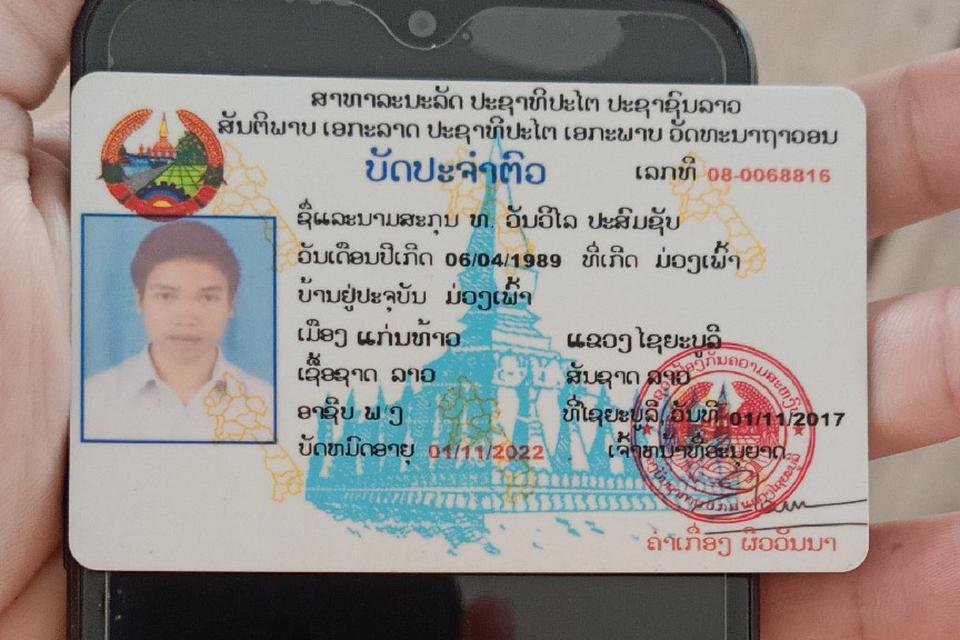 ສາທາລະນະລັດ ປະຊາທິປະໄຕ ປະຊາຊົນລາວ
ສັນຕິພາບ ເອກະລາດ ປະຊາທິປະໄຕ ເອກະພາບ ວັດທະນາຖາວອນ
ບັດປະຈຳຕົວ
ເລກທີ 08-0068816
ຊື່ແລະນາມສະກຸນ ທ. ວັນວິໄລ ປະສົມຊັບ
ວັນເດືອນປີເກີດ 06/04/1989 ທີ່ເກີດ ມ່ວງເພົ້າ
ບ້ານຢູ່ປະຈຸບັນ ມ່ວງເພົ້າ
ເມືອງ ແກ່ນທ້າວ ແຂວງ ໄຊຍະບູລີ
ເຊື້ອຊາດ ລາວ ສັນຊາດ ລາວ
ອາຊີບ ພ ງ ທີ່ໄຊຍະບູລີ ວັນທີ 01/11/2017
ບັດຫມົດອາຍຸ 01/11/2022 ເຈົ້າຫນ້າທີ່ອະນຸຍາດ
ຄຳເກື່ອງ ຜິວວັນນາ